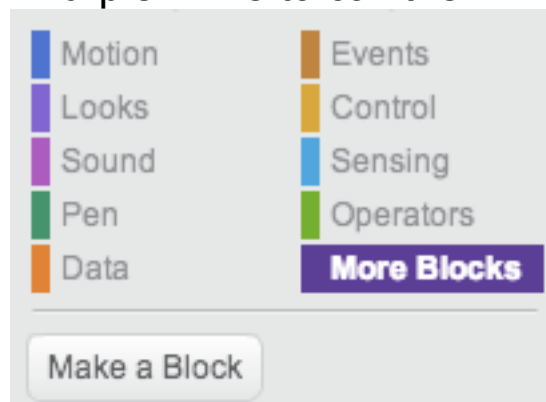 Motion Events
Looks Control
Sound Sensing
Pen Operators
Data More Blocks
Make a Block